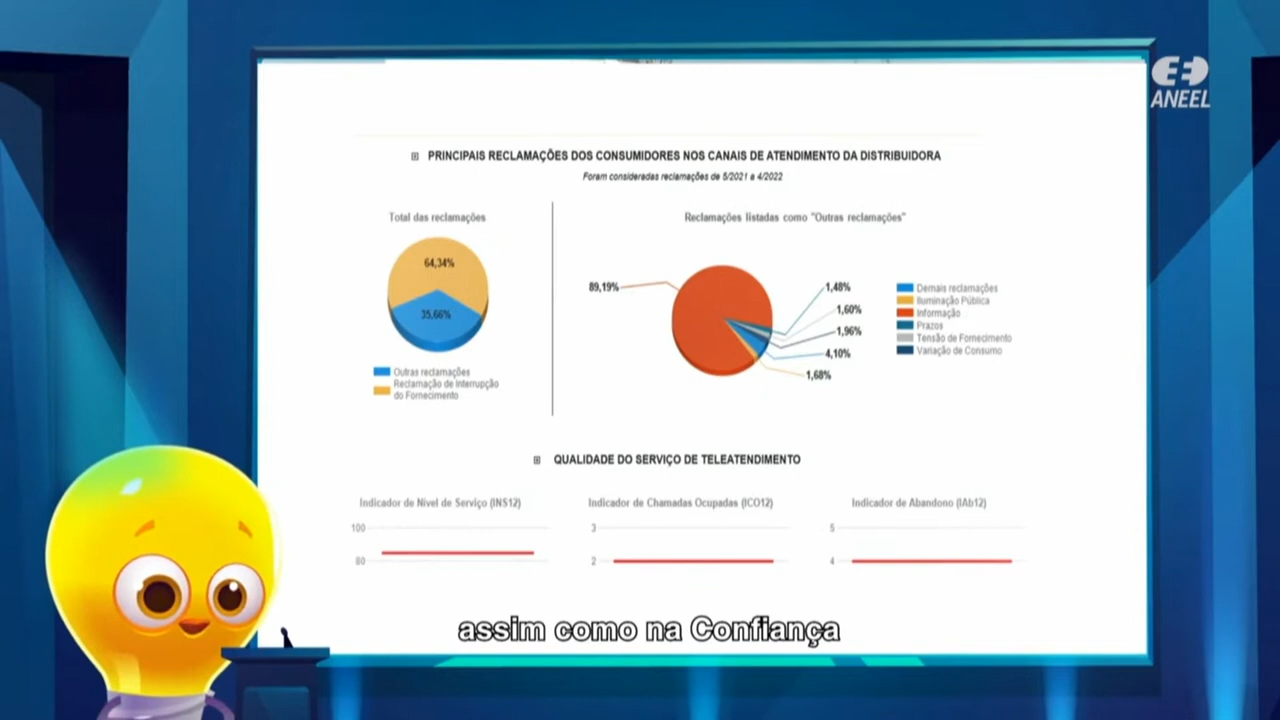 ANEEL
PRINCIPAIS RECLAMAÇÕES DOS CONSUMIDORES NOS CANAIS DE ATENDIMENTO DA DISTRIBUIDORA
Foram consideradas reclamações de 5/2021 a 4/2022
Total das reclamações
64,34%
35,66%
Outras reclamações
Reclamação de Interrupção
do Fornecimento
Reclamações listadas como "Outras reclamações"
89,19%
1,48%
1,60%
1,96%
4,10%
1,68%
Demais reclamações
Iluminação Pública
Informação
Prazos
Tensão de Fornecimento
Variação de Consumo
QUALIDADE DO SERVIÇO DE TELEATENDIMENTO
Indicador de Nivel de Serviço (INS12)
100
80
Indicador de Chamadas Ocupadas (ICO12)
3
2
Indicador de Abandono (IAb12)
5
4
assim como na Confiança